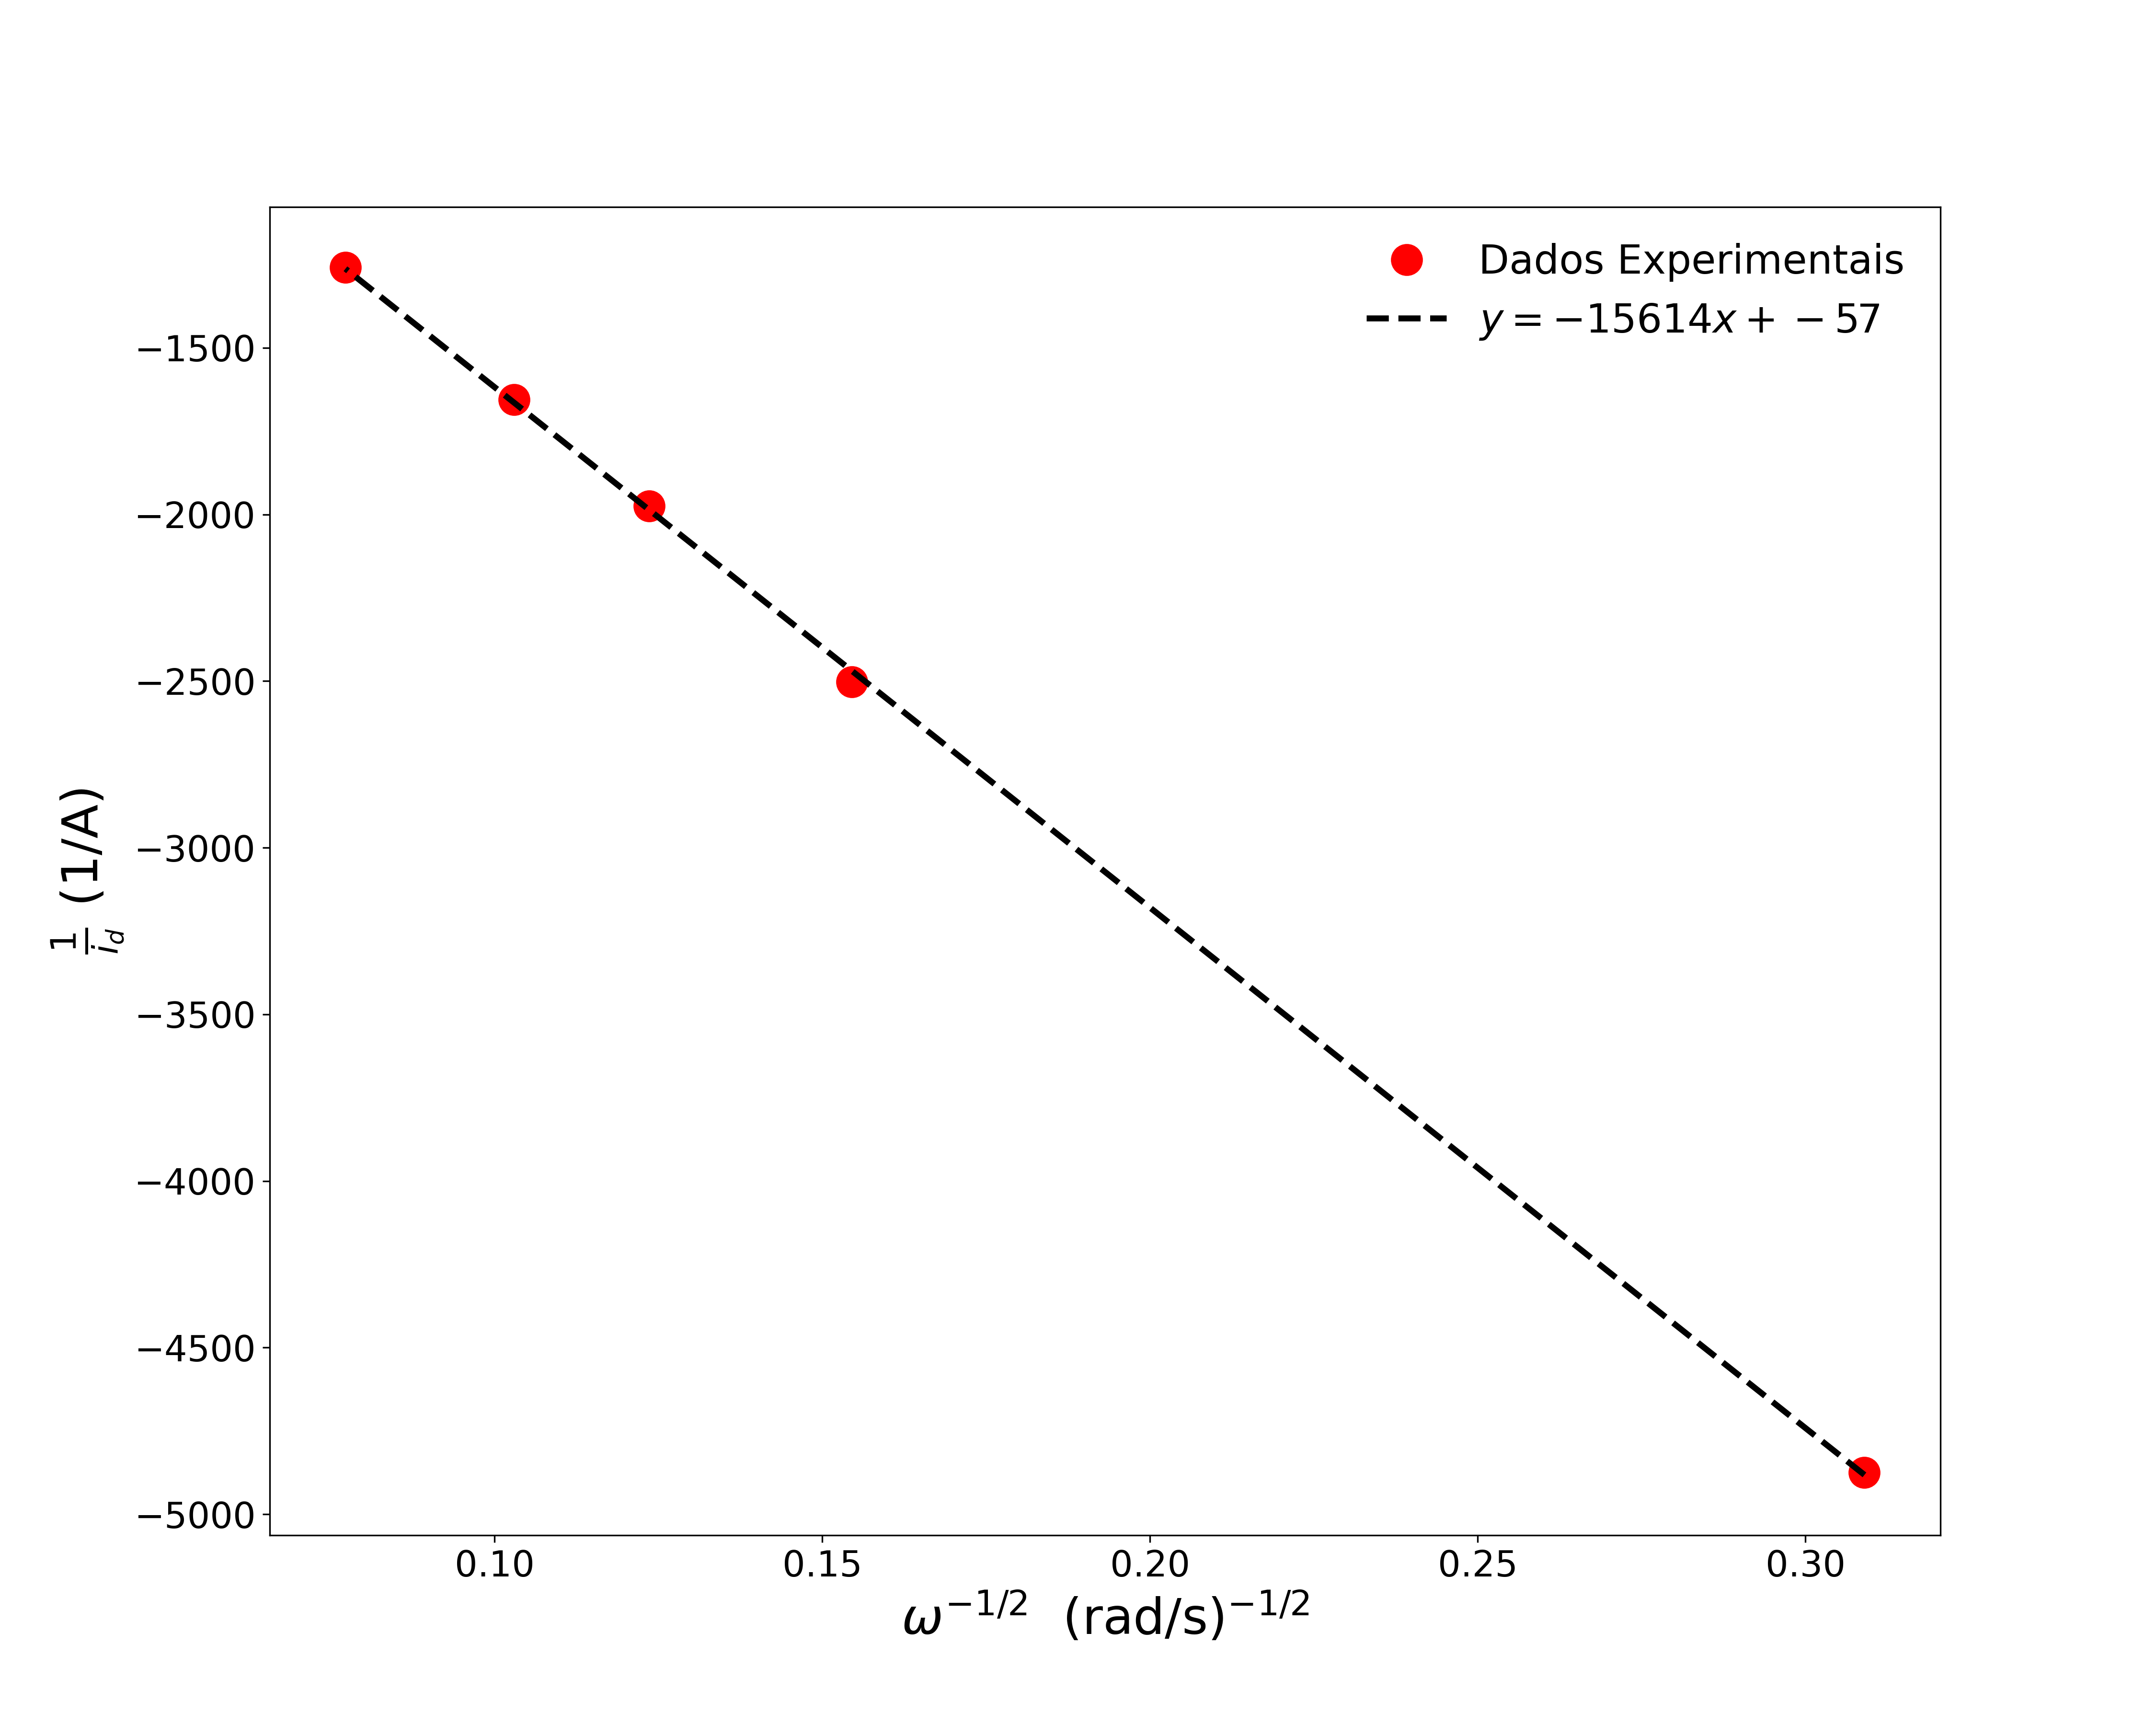 Dados Experimentais
y = −15614x + −57
1/i_d (1/A)
−1500
−2000
−2500
−3000
−3500
−4000
−4500
−5000
0.10 0.15 0.20 0.25 0.30
ω^−1/2 (rad/s)^−1/2